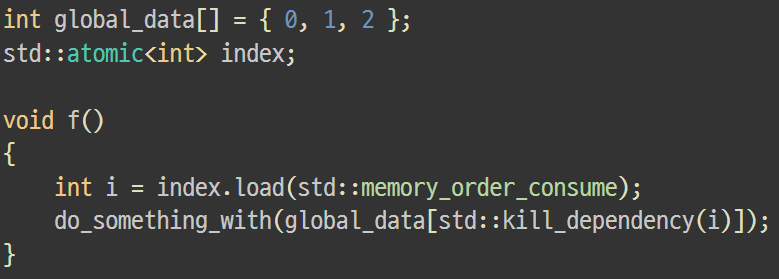 int global_data[] = { 0, 1, 2 };
std::atomic<int> index;

void f()
{
    int i = index.load(std::memory_order_consume);
    do_something_with(global_data[std::kill_dependency(i)]);
}